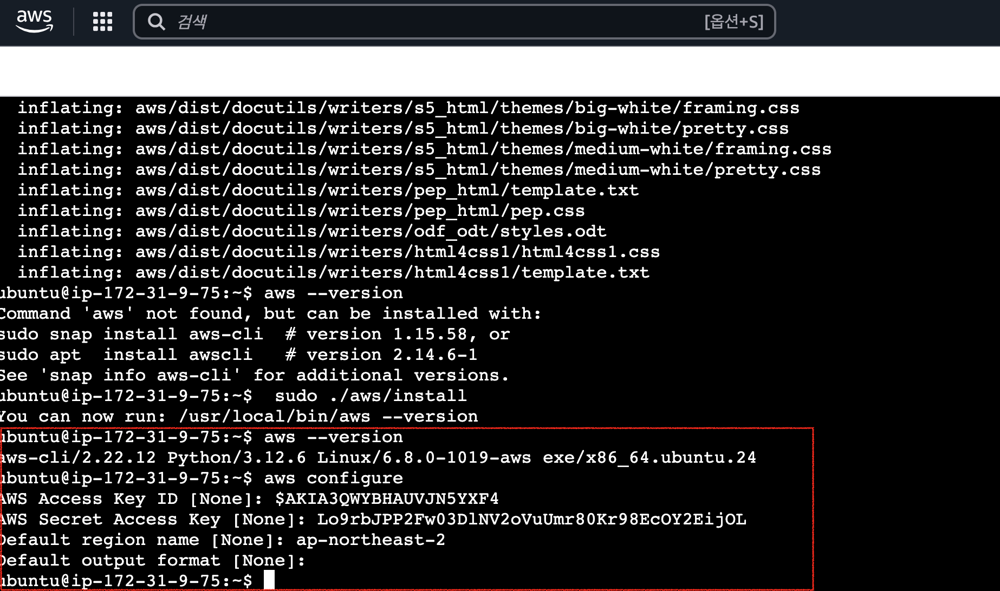 aws
검색 [옵션+S]
inflating: aws/dist/docutils/writers/s5_html/themes/big-white/framing.css
inflating: aws/dist/docutils/writers/s5_html/themes/big-white/pretty.css
inflating: aws/dist/docutils/writers/s5_html/themes/medium-white/framing.css
inflating: aws/dist/docutils/writers/s5_html/themes/medium-white/pretty.css
inflating: aws/dist/docutils/writers/pep_html/template.txt
inflating: aws/dist/docutils/writers/pep_html/pep.css
inflating: aws/dist/docutils/writers/odf_odt/styles.odt
inflating: aws/dist/docutils/writers/html4css1/html4css1.css
inflating: aws/dist/docutils/writers/html4css1/template.txt
ubuntu@ip-172-31-9-75:~$ aws --version
Command 'aws' not found, but can be installed with:
sudo snap install aws-cli  # version 1.15.58, or
sudo apt  install awscli   # version 2.14.6-1
See 'snap info aws-cli' for additional versions.
ubuntu@ip-172-31-9-75:~$  sudo ./aws/install
You can now run: /usr/local/bin/aws --version
ubuntu@ip-172-31-9-75:~$ aws --version
aws-cli/2.22.12 Python/3.12.6 Linux/6.8.0-1019-aws exe/x86_64.ubuntu.24
ubuntu@ip-172-31-9-75:~$ aws configure
AWS Access Key ID [None]: $AKIA3QWYBHAUVJN5YXF4
AWS Secret Access Key [None]: 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
Default region name [None]: ap-northeast-2
Default output format [None]:
ubuntu@ip-172-31-9-75:~$